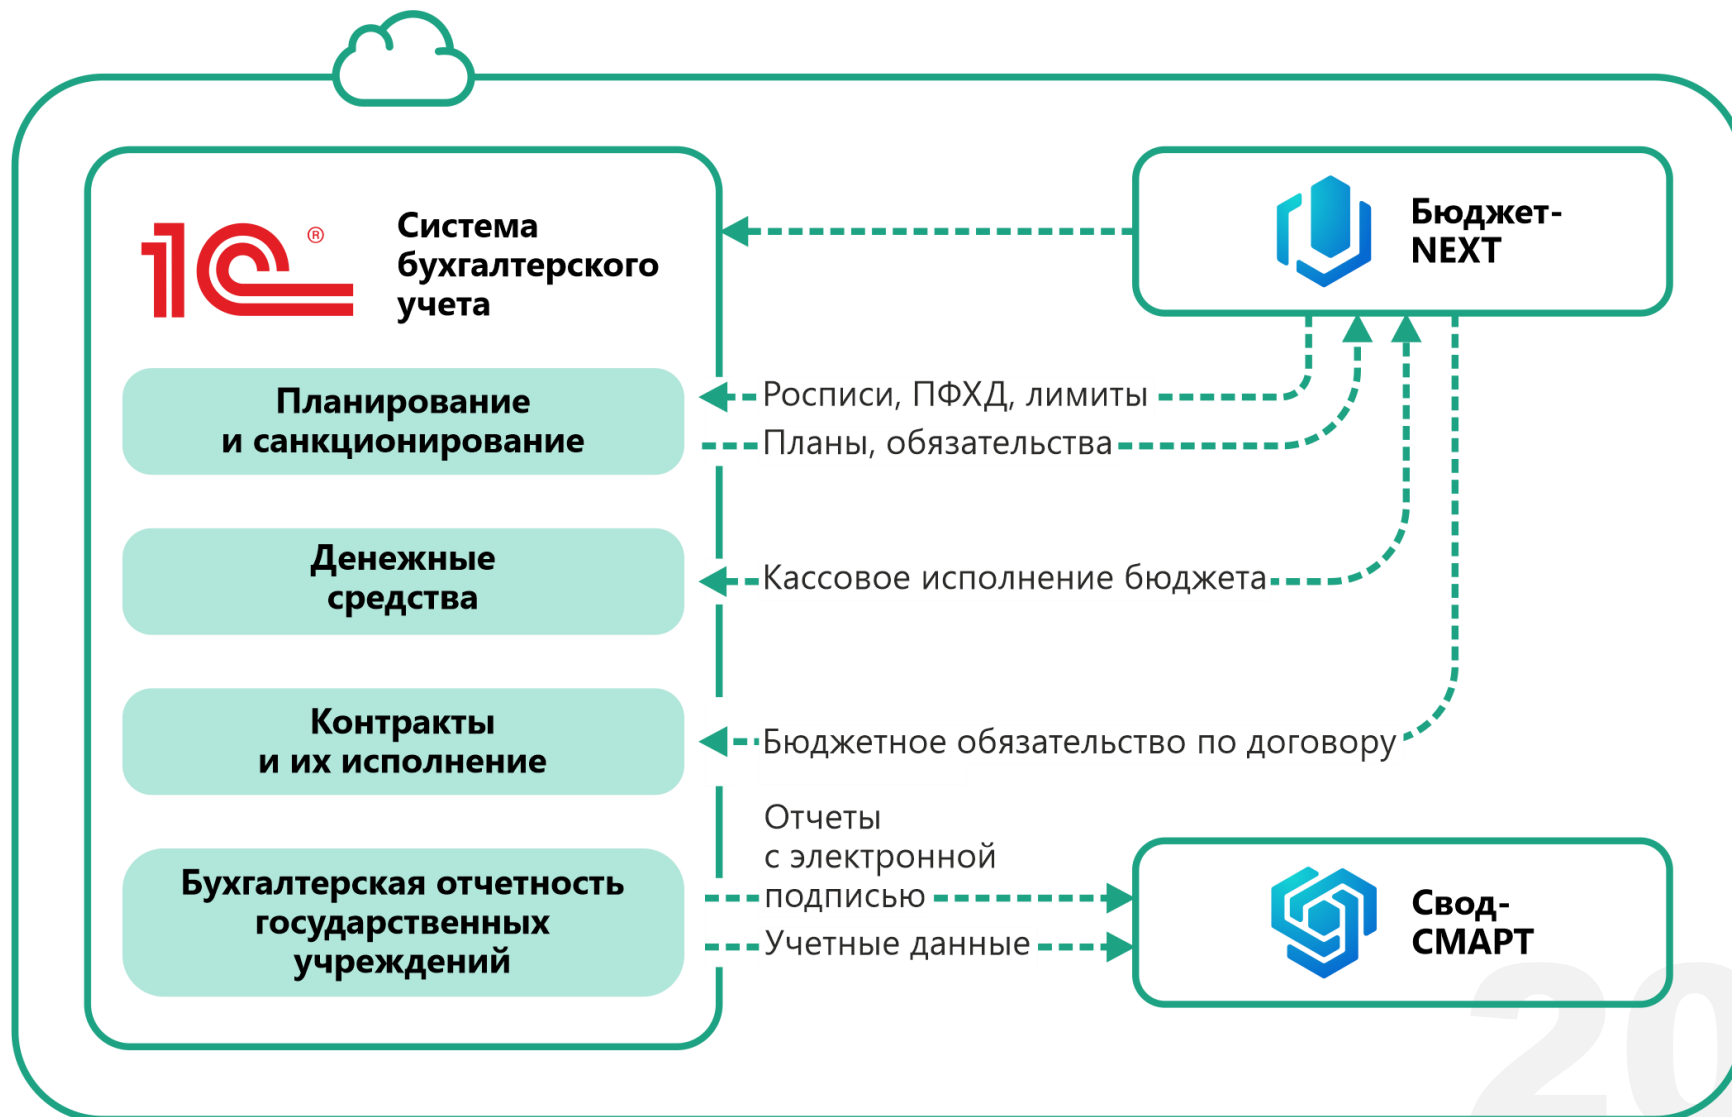 1С®
Система
бухгалтерского
учета
Бюджет-
NEXT
Планирование
и санкционирование
Росписи, ПФХД, лимиты
Планы, обязательства
Денежные
средства
Кассовое исполнение бюджета
Контракты
и их исполнение
Бюджетное обязательство по договору
Бухгалтерская отчетность
государственных
учреждений
Отчеты
с электронной
подписью
Учетные данные
Свод-
СМАРТ
20